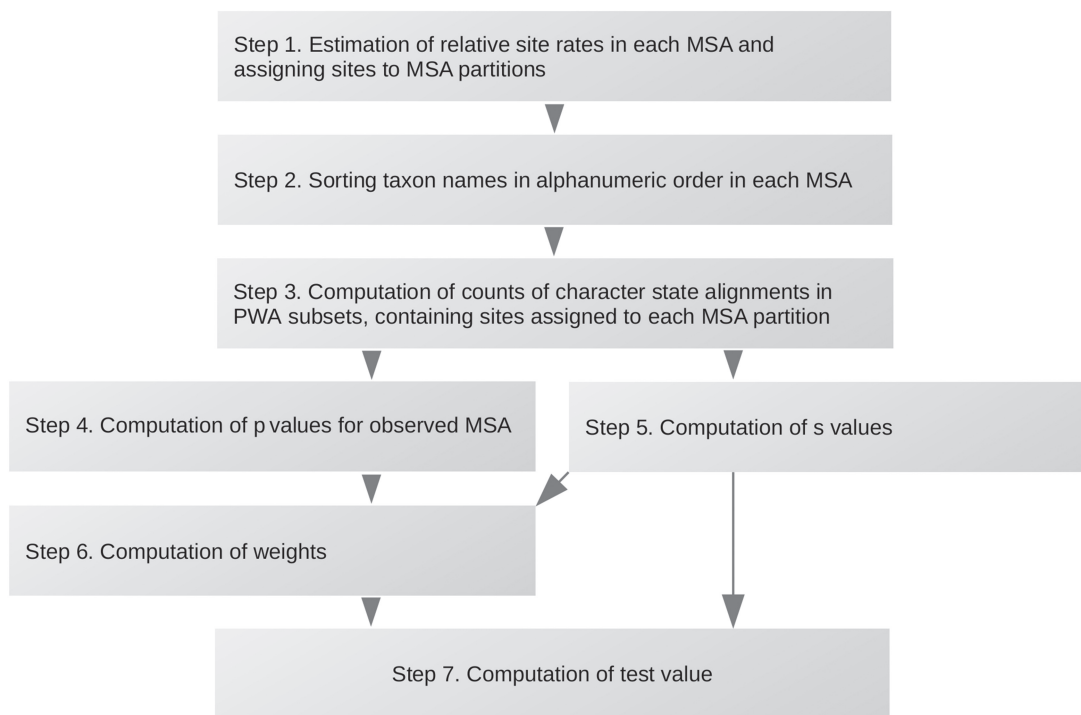 Step 1. Estimation of relative site rates in each MSA and
assigning sites to MSA partitions
Step 2. Sorting taxon names in alphanumeric order in each MSA
Step 3. Computation of counts of character state alignments in
PWA subsets, containing sites assigned to each MSA partition
Step 4. Computation of p values for observed MSA
Step 5. Computation of s values
Step 6. Computation of weights
Step 7. Computation of test value